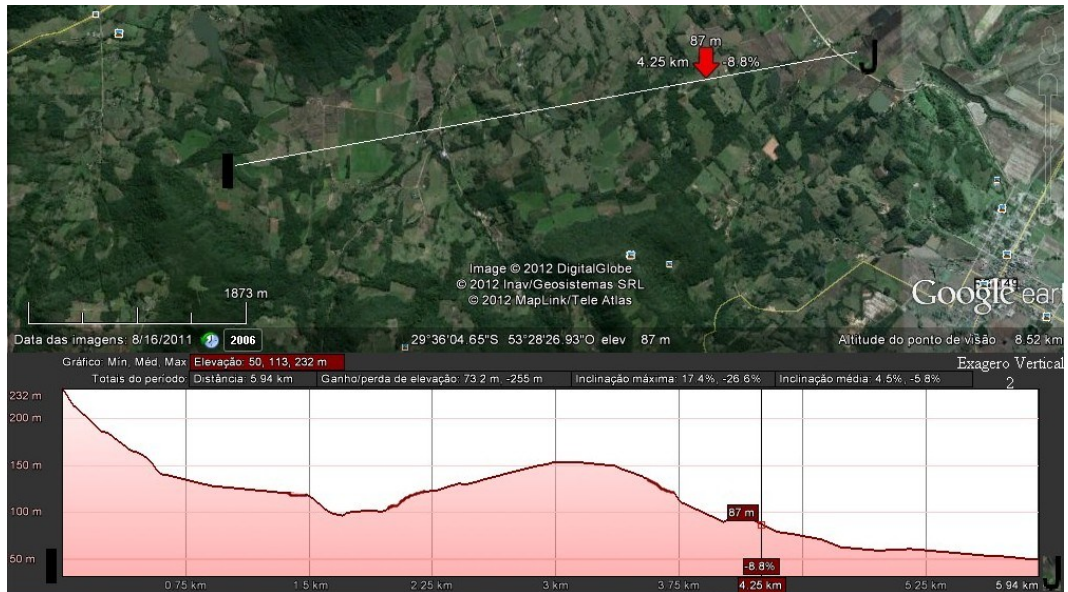 87 m
4.25 km -8.8%
J
I
Image © 2012 DigitalGlobe
© 2012 Inav/Geosistemas SRL
© 2012 MapLink/Tele Atlas
1873 m
Google eart
Data das imagens: 8/16/2011 2006 29°36'04 65"S 53°28'26.93"O elev 87 m Altitude do ponto de visão 8.52 km
Gráfico: Mín, Méd, Max Elevação: 50, 113, 232 m Exagero Vertical
Totais do período: Distância: 5 94 km Ganho/perda de elevação: 73.2 m, -255 m Inclinação máxima: 17 4%, -26.6% Inclinação média: 4.5%, -5 8% 2
232 m
200 m
150 m
100 m
87 m
50 m
I
J
-8.8%
0.75 km 1.5 km 2.25 km 3 km 3.75 km 4.25 km 5.25 km 5.94 km